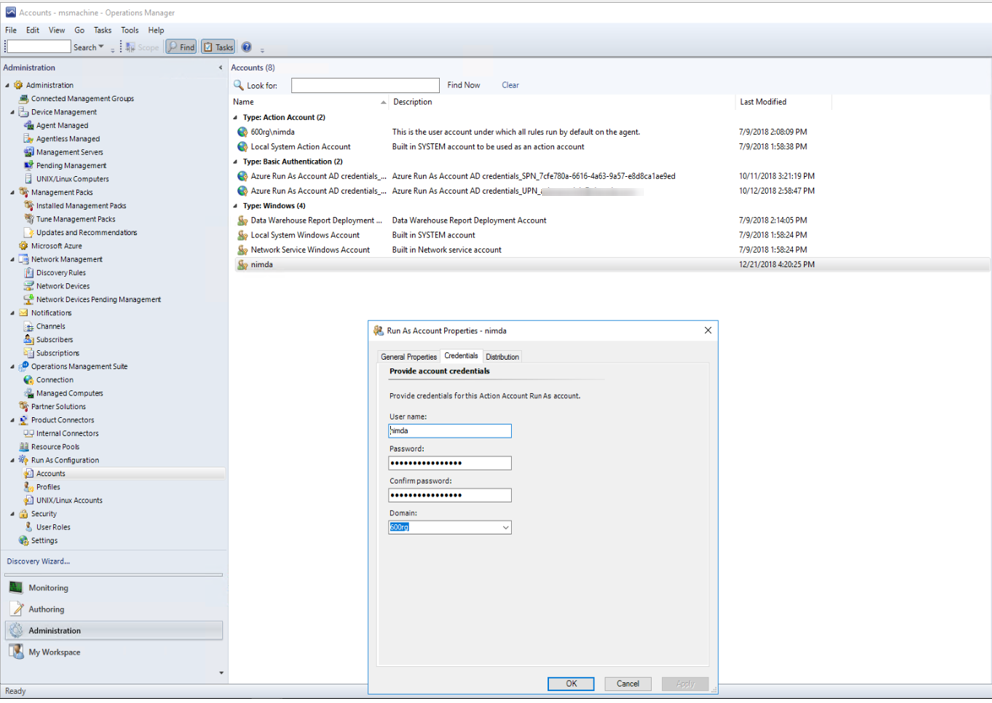 Accounts - msmachine - Operations Manager
File Edit View Go Tasks Tools Help
Search Scope Find Tasks
Administration
Administration
Connected Management Groups
Device Management
Agent Managed
Agentless Managed
Management Servers
Pending Management
UNIX/Linux Computers
Management Packs
Installed Management Packs
Tune Management Packs
Updates and Recommendations
Microsoft Azure
Network Management
Discovery Rules
Network Devices
Network Devices Pending Management
Notifications
Channels
Subscribers
Subscriptions
Operations Management Suite
Connection
Managed Computers
Partner Solutions
Product Connectors
Internal Connectors
Resource Pools
Run As Configuration
Accounts
Profiles
UNIX/Linux Accounts
Security
User Roles
Settings
Discovery Wizard...
Monitoring
Authoring
Administration
My Workspace
Ready
Accounts (8)
Look for: Find Now Clear
Name Description Last Modified
Type: Action Account (2)
600rg\nimda This is the user account under which all rules run by default on the agent. 7/9/2018 2:08:09 PM
Local System Action Account Built in SYSTEM account to be used as an action account 7/9/2018 1:58:38 PM
Type: Basic Authentication (2)
Azure Run As Account AD credentials_... Azure Run As Account AD credentials_SPN_7cfe780a-6616-4a63-9a57-e8d8ca1ae9ed 10/11/2018 3:21:19 PM
Azure Run As Account AD credentials_... Azure Run As Account AD credentials_UPN_ 10/12/2018 2:58:47 PM
Type: Windows (4)
Data Warehouse Report Deployment ... Data Warehouse Report Deployment Account 7/9/2018 2:14:05 PM
Local System Windows Account Built in SYSTEM account 7/9/2018 1:58:24 PM
Network Service Windows Account Built in Network service account 7/9/2018 1:58:24 PM
nimda 12/21/2018 4:20:25 PM
Run As Account Properties - nimda
General Properties Credentials Distribution
Provide account credentials
Provide credentials for this Action Account Run As account.
User name:
nimda
Password:
Confirm password:
Domain:
600rg
OK Cancel Apply